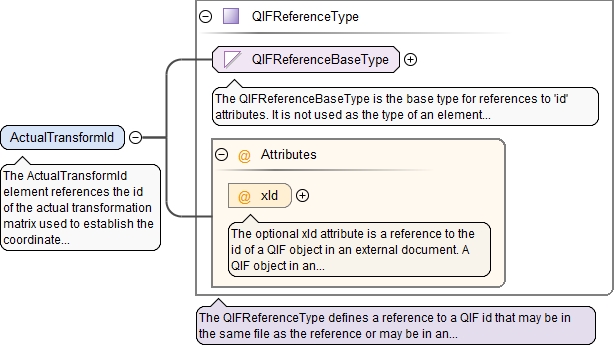 QIFReferenceType
QIFReferenceBaseType
The QIFReferenceBaseType is the base type for references to 'id'
attributes. It is not used as the type of an element...
ActualTransformId
The ActualTransformId
element references the id
of the actual transformation
matrix used to establish the
coordinate...
@ Attributes
@ xId
The optional xId attribute is a reference to the
id of a QIF object in an external document. A
QIF object in an...
The QIFReferenceType defines a reference to a QIF id that may be in
the same file as the reference or may be in an...